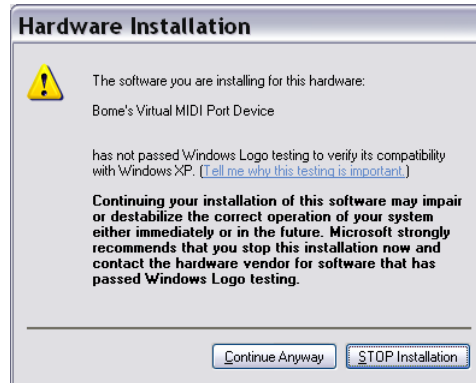 Hardware Installation
The software you are installing for this hardware:
Bome's Virtual MIDI Port Device
has not passed Windows Logo testing to verify its compatibility
with Windows XP. (Tell me why this testing is important.)
Continuing your installation of this software may impair
or destabilize the correct operation of your system
either immediately or in the future. Microsoft strongly
recommends that you stop this installation now and
contact the hardware vendor for software that has
passed Windows Logo testing.
Continue Anyway
STOP Installation